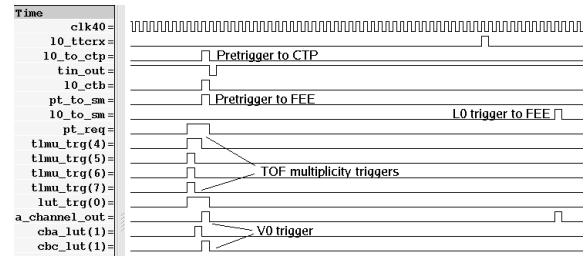 Time
clk40=
l0_ttcrx=
l0_to_ctp=
Pretrigger to CTP
tin_out=
l0_ctb=
pt_to_sm=
Pretrigger to FEE
l0_to_sm=
L0 trigger to FEE
pt_req=
tlmu_trg(4)=
tlmu_trg(5)=
tlmu_trg(6)=
TOF multiplicity triggers
tlmu_trg(7)=
lut_trg(0)=
a_channel_out=
cba_lut(1)=
V0 trigger
cbc_lut(1)=